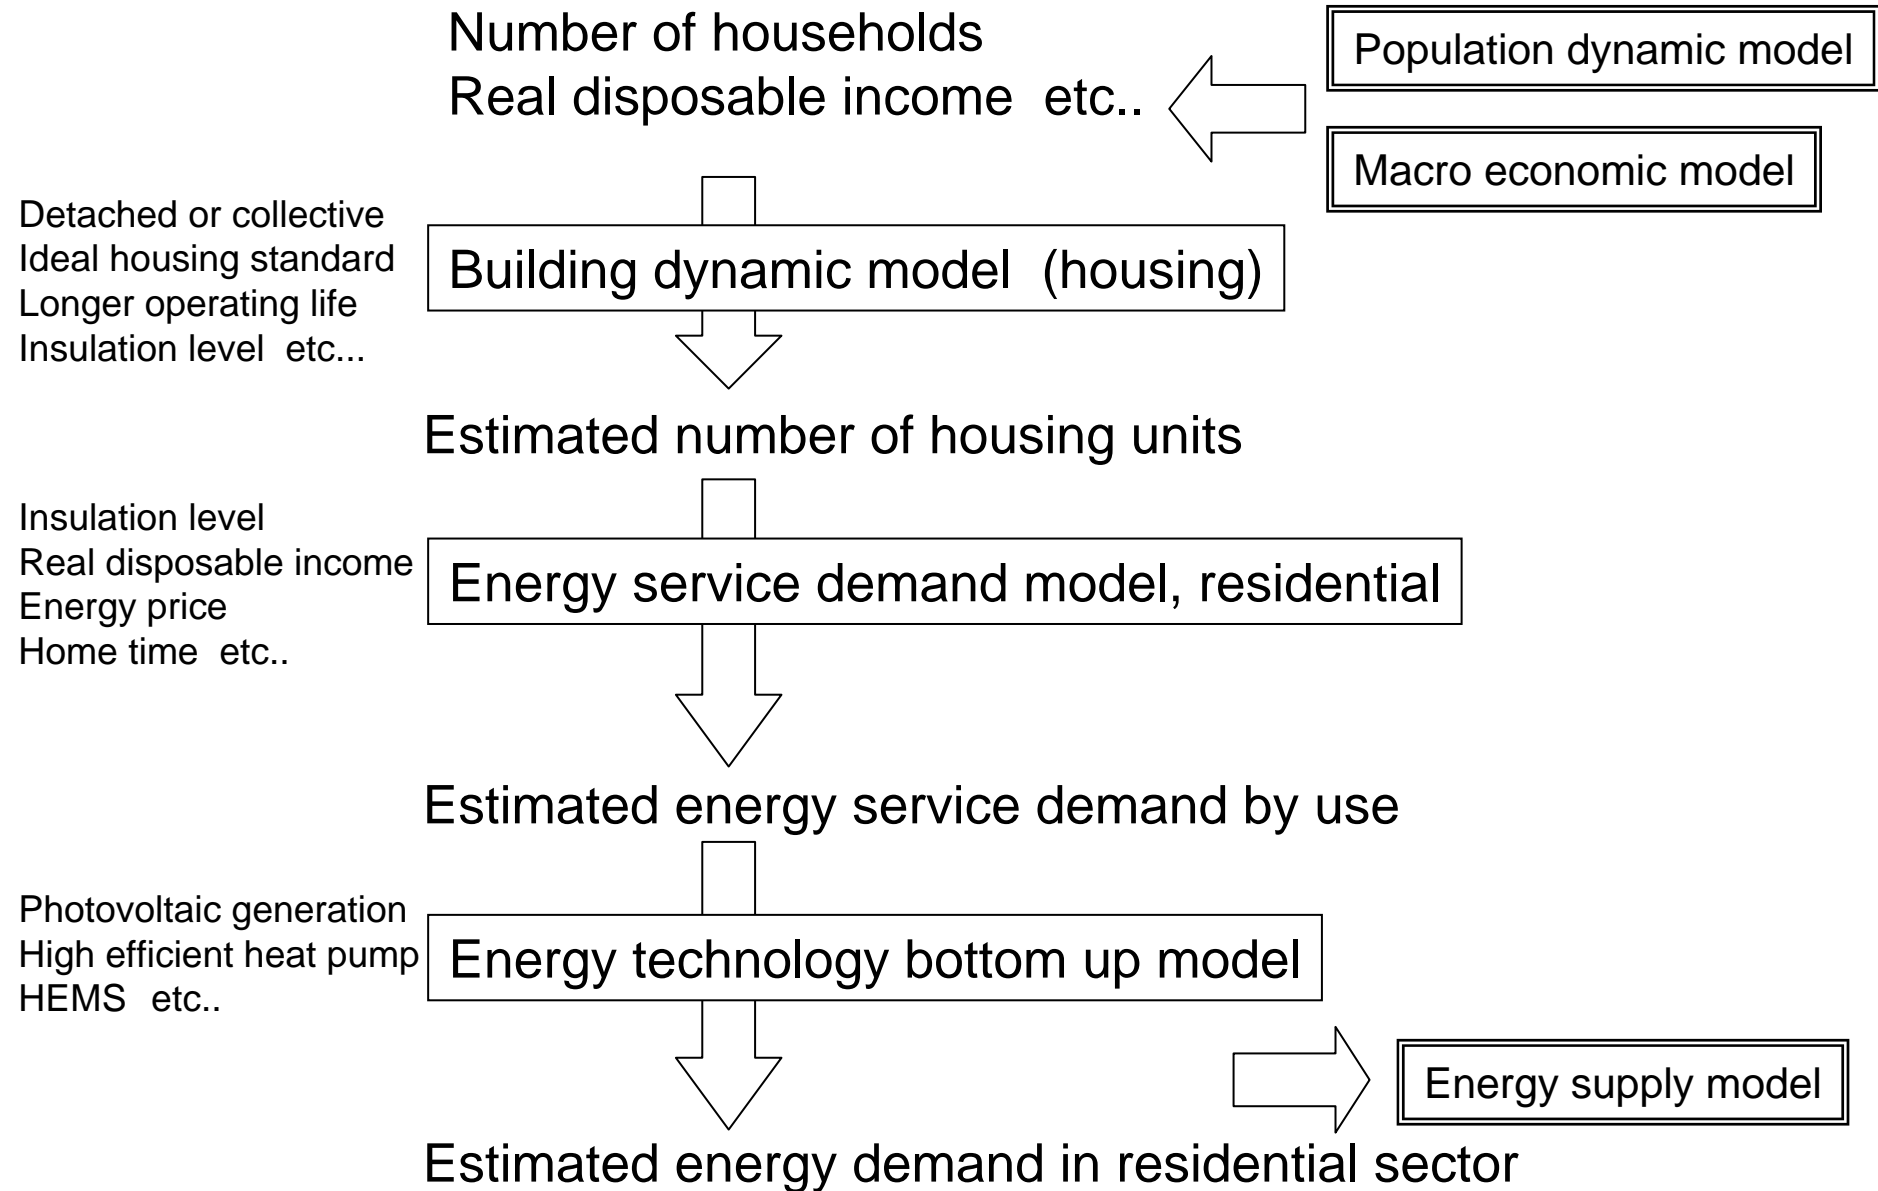 Number of households
Real disposable income etc..
Population dynamic model
Macro economic model
Detached or collective
Ideal housing standard
Longer operating life
Insulation level etc...
Building dynamic model (housing)
Estimated number of housing units
Insulation level
Real disposable income
Energy price
Home time etc..
Energy service demand model, residential
Estimated energy service demand by use
Photovoltaic generation
High efficient heat pump
HEMS etc..
Energy technology bottom up model
Energy supply model
Estimated energy demand in residential sector